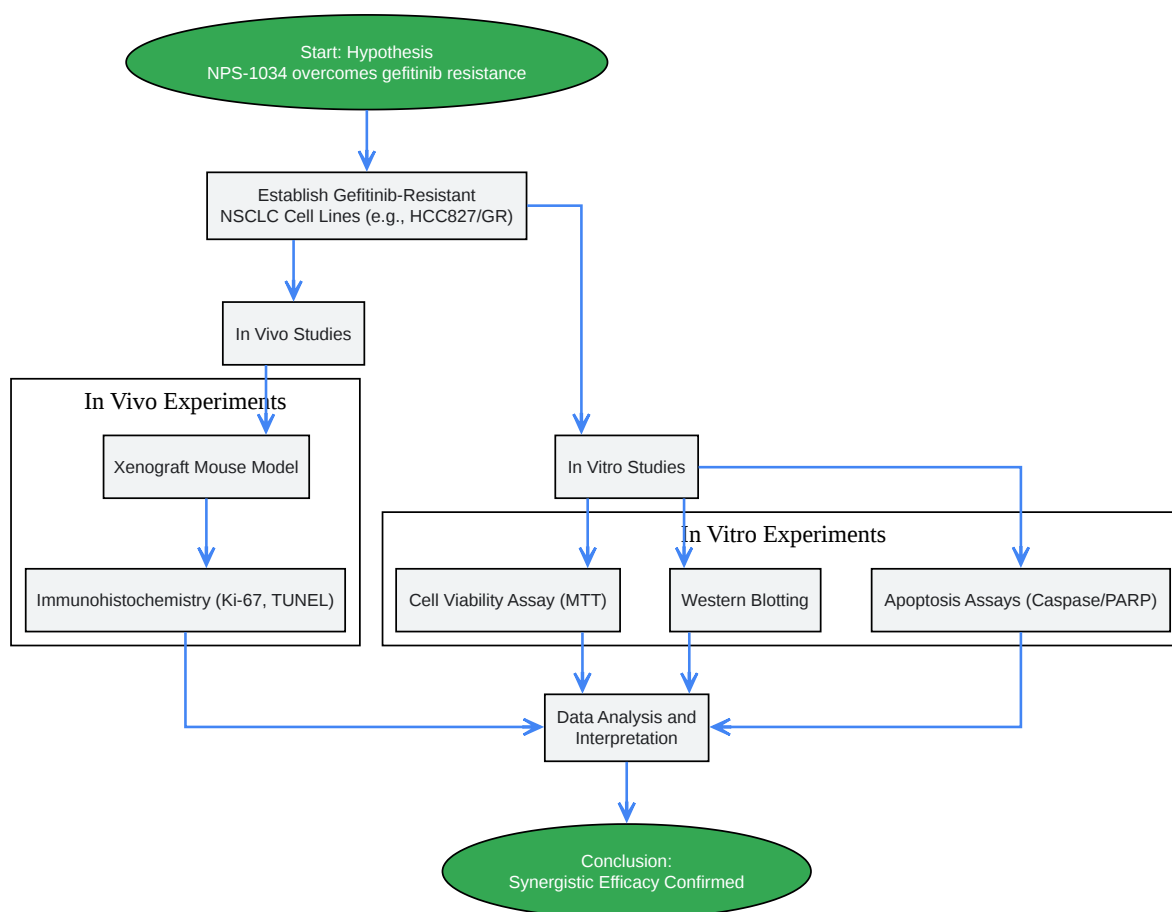 Start: Hypothesis
NPS-1034 overcomes gefitinib resistance
Establish Gefitinib-Resistant
NSCLC Cell Lines (e.g., HCC827/GR)
In Vivo Studies
In Vivo Experiments
Xenograft Mouse Model
In Vitro Studies
In Vitro Experiments
Immunohistochemistry (Ki-67, TUNEL)
Cell Viability Assay (MTT)
Western Blotting
Apoptosis Assays (Caspase/PARP)
Data Analysis and
Interpretation
Conclusion:
Synergistic Efficacy Confirmed